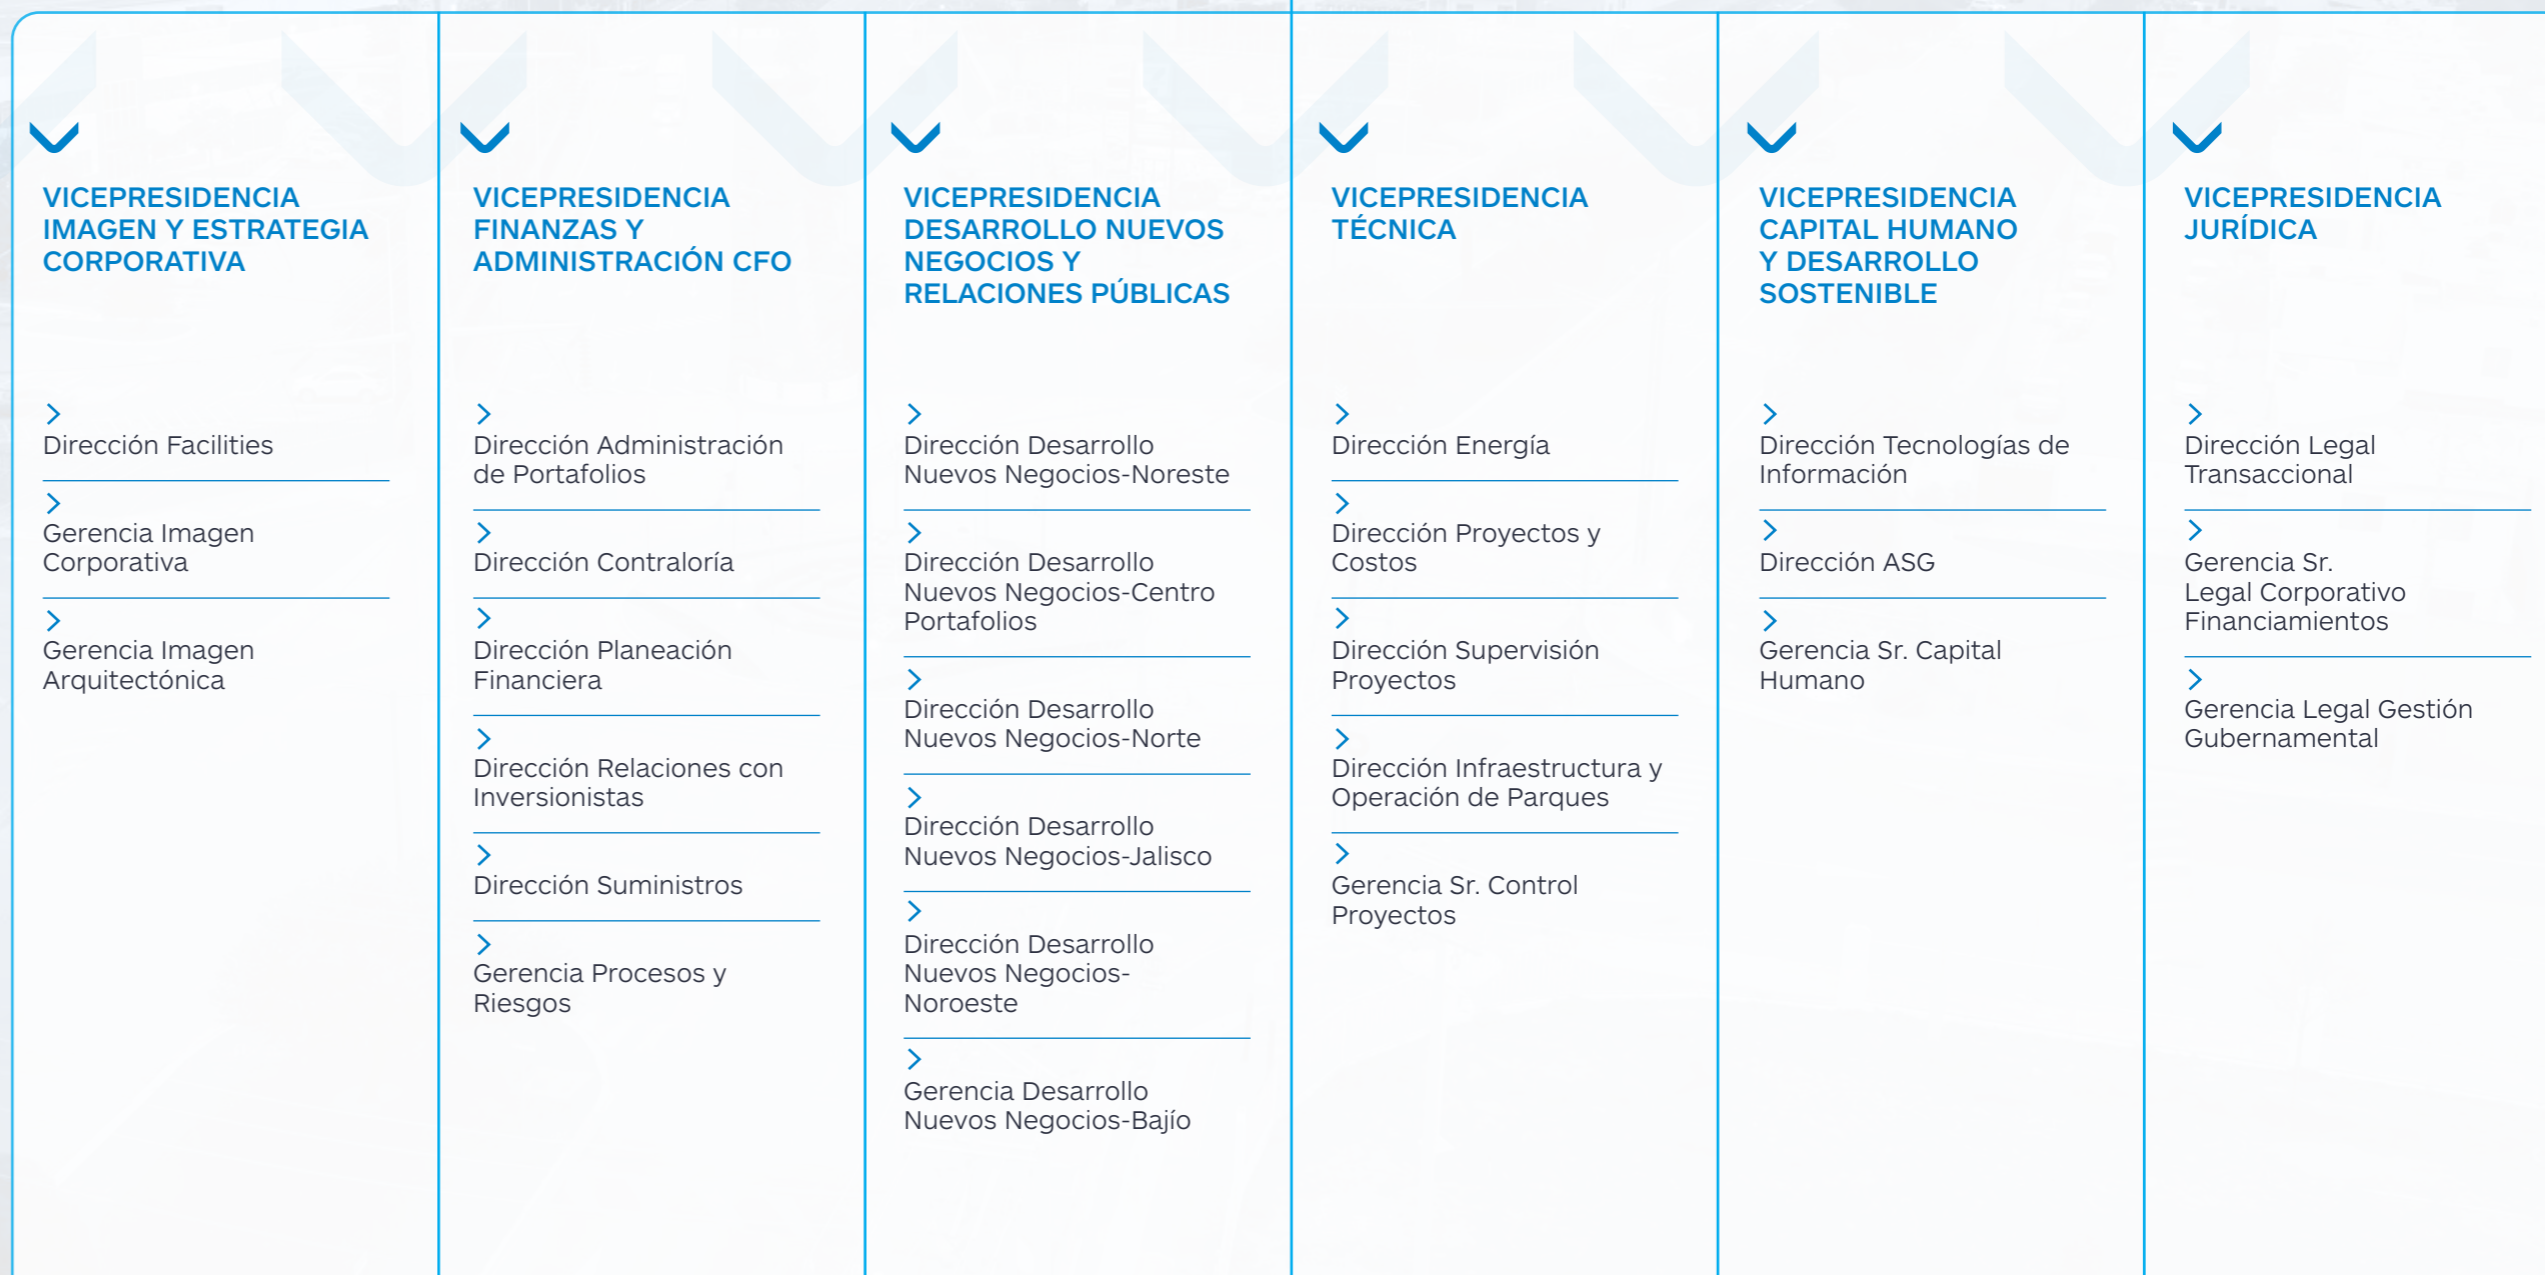 VICEPRESIDENCIA
IMAGEN Y ESTRATEGIA
CORPORATIVA
Dirección Facilities
Gerencia Imagen
Corporativa
Gerencia Imagen
Arquitectónica
VICEPRESIDENCIA
FINANZAS Y
ADMINISTRACIÓN CFO
Dirección Administración
de Portafolios
Dirección Contraloría
Dirección Planeación
Financiera
Dirección Relaciones con
Inversionistas
Dirección Suministros
Gerencia Procesos y
Riesgos
VICEPRESIDENCIA
DESARROLLO NUEVOS
NEGOCIOS Y
RELACIONES PÚBLICAS
Dirección Desarrollo
Nuevos Negocios-Noreste
Dirección Desarrollo
Nuevos Negocios-Centro
Portafolios
Dirección Desarrollo
Nuevos Negocios-Norte
Dirección Desarrollo
Nuevos Negocios-Jalisco
Dirección Desarrollo
Nuevos Negocios-
Noroeste
Gerencia Desarrollo
Nuevos Negocios-Bajío
VICEPRESIDENCIA
TÉCNICA
Dirección Energía
Dirección Proyectos y
Costos
Dirección Supervisión
Proyectos
Dirección Infraestructura y
Operación de Parques
Gerencia Sr. Control
Proyectos
VICEPRESIDENCIA
CAPITAL HUMANO
Y DESARROLLO
SOSTENIBLE
Dirección Tecnologías de
Información
Dirección ASG
Gerencia Sr. Capital
Humano
VICEPRESIDENCIA
JURÍDICA
Dirección Legal
Transaccional
Gerencia Sr.
Legal Corporativo
Financiamientos
Gerencia Legal Gestión
Gubernamental